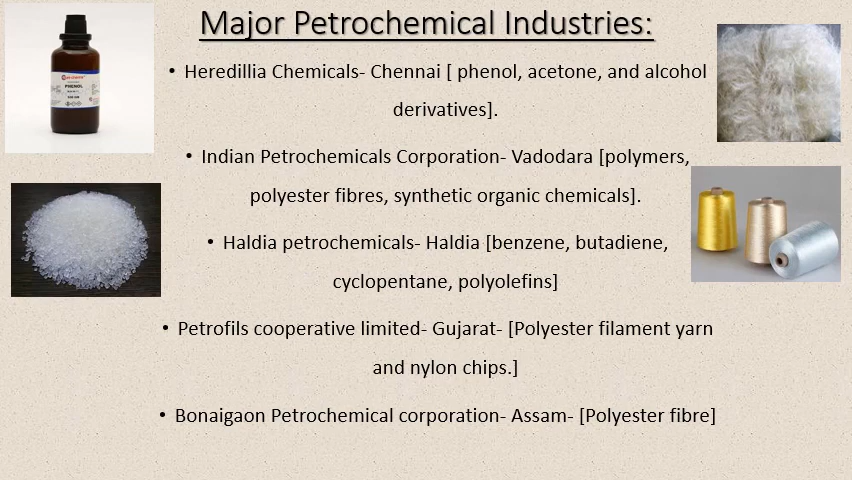 Major Petrochemical Industries:
• Heredillia Chemicals- Chennai [ phenol, acetone, and alcohol
derivatives].
• Indian Petrochemicals Corporation- Vadodara [polymers,
polyester fibres, synthetic organic chemicals].
• Haldia petrochemicals- Haldia [benzene, butadiene,
cyclopentane, polyolefins]
• Petrofils cooperative limited- Gujarat- [Polyester filament yarn
and nylon chips.]
• Bonaigaon Petrochemical corporation- Assam- [Polyester fibre]
PHENOL